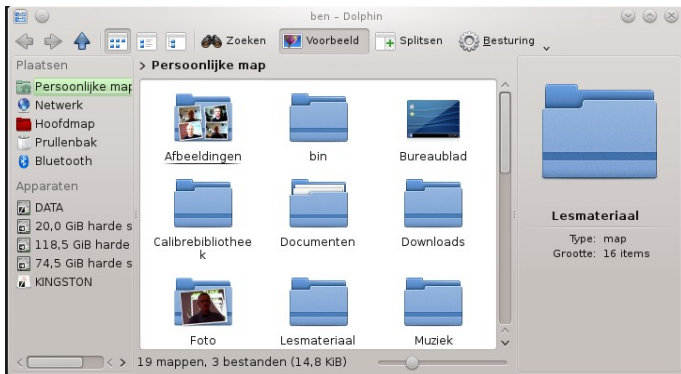 ben - Dolphin
Zoeken Voorbeeld Splitsen Besturing
Plaatsen
Persoonlijke map
Netwerk
Hoofdmap
Prullenbak
Bluetooth
Apparaten
DATA
20,0 GiB harde s
118,5 GiB harde
74,5 GiB harde s
KINGSTON
> Persoonlijke map
Afbeeldingen bin Bureaublad
Calibrebibliothee
k
Documenten Downloads
Foto Lesmateriaal Muziek
19 mappen, 3 bestanden (14,8 KiB)
Lesmateriaal
Type: map
Grootte: 16 items